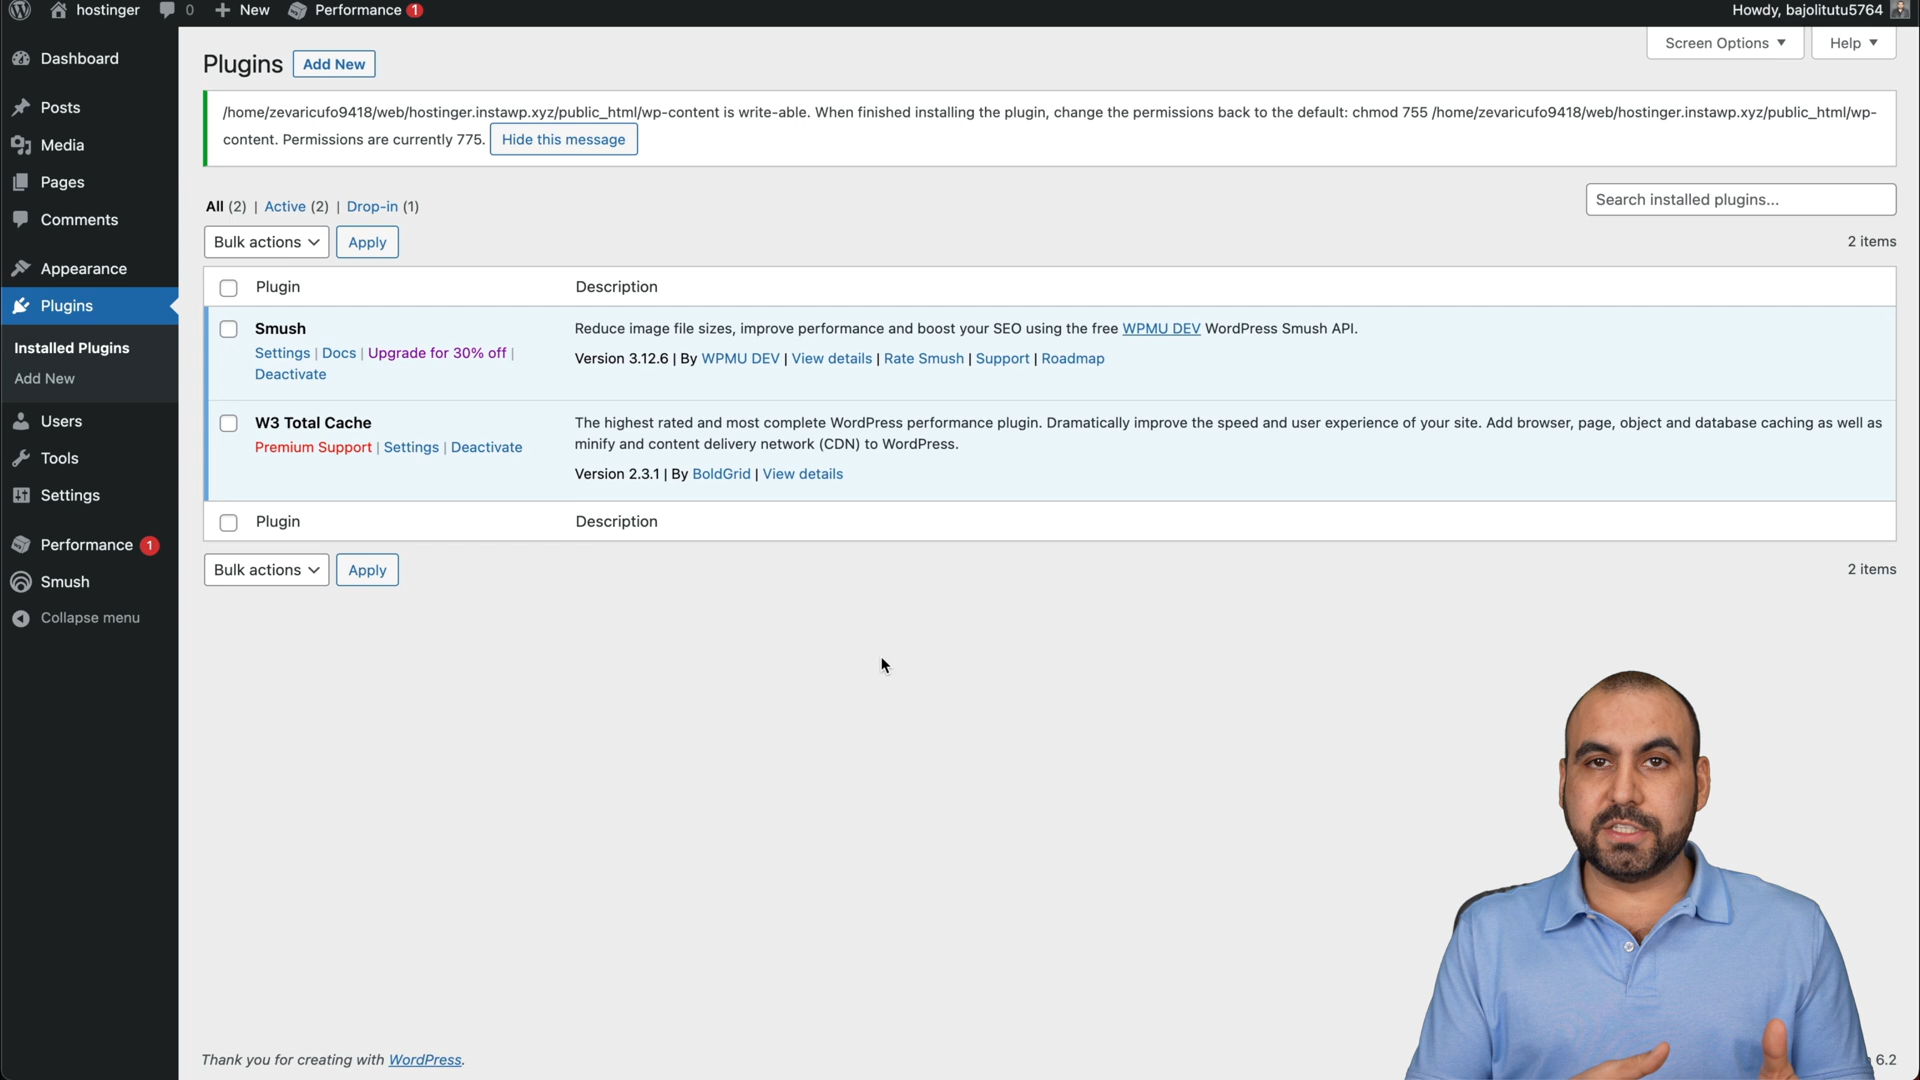 hostinger 0 New Performance 1 Howdy, bajolitutu5764
Screen Options Help
Dashboard
Posts
Media
Pages
Comments
Appearance
Plugins
Installed Plugins
Add New
Users
Tools
Settings
Performance 1
Smush
Collapse menu
Plugins Add New
/home/zevaricufo9418/web/hostinger.instawp.xyz/public_html/wp-content is write-able. When finished installing the plugin, change the permissions back to the default: chmod 755 /home/zevaricufo9418/web/hostinger.instawp.xyz/public_html/wp-
content. Permissions are currently 775. Hide this message
All (2) | Active (2) | Drop-in (1)
Search installed plugins...
Bulk actions Apply
2 items
Plugin Description
Smush
Settings | Docs | Upgrade for 30% off |
Deactivate
Reduce image file sizes, improve performance and boost your SEO using the free WPMU DEV WordPress Smush API.
Version 3.12.6 | By WPMU DEV | View details | Rate Smush | Support | Roadmap
W3 Total Cache
Premium Support | Settings | Deactivate
The highest rated and most complete WordPress performance plugin. Dramatically improve the speed and user experience of your site. Add browser, page, object and database caching as well as
minify and content delivery network (CDN) to WordPress.
Version 2.3.1 | By BoldGrid | View details
Plugin Description
Bulk actions Apply
2 items
Thank you for creating with WordPress.
6.2